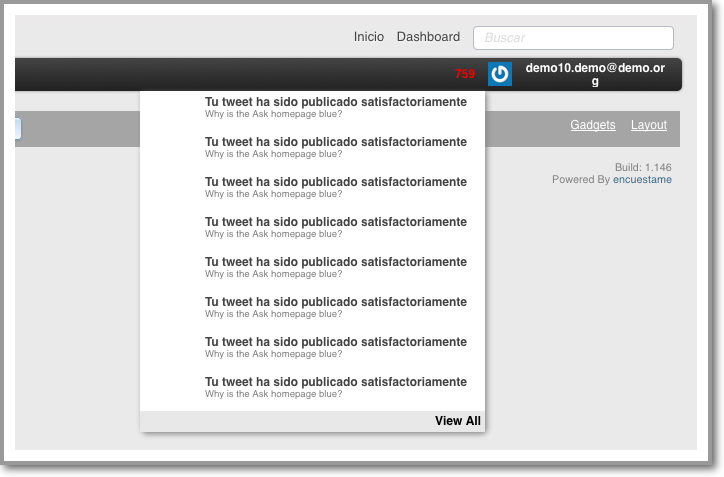 Inicio Dashboard Buscar
759 demo10.demo@demo.or
g
Tu tweet ha sido publicado satisfactoriamente
Why is the Ask homepage blue?
Gadgets Layout
Tu tweet ha sido publicado satisfactoriamente
Why is the Ask homepage blue?
Build: 1.146
Powered By encuestame
Tu tweet ha sido publicado satisfactoriamente
Why is the Ask homepage blue?
Tu tweet ha sido publicado satisfactoriamente
Why is the Ask homepage blue?
Tu tweet ha sido publicado satisfactoriamente
Why is the Ask homepage blue?
Tu tweet ha sido publicado satisfactoriamente
Why is the Ask homepage blue?
Tu tweet ha sido publicado satisfactoriamente
Why is the Ask homepage blue?
Tu tweet ha sido publicado satisfactoriamente
Why is the Ask homepage blue?
View All